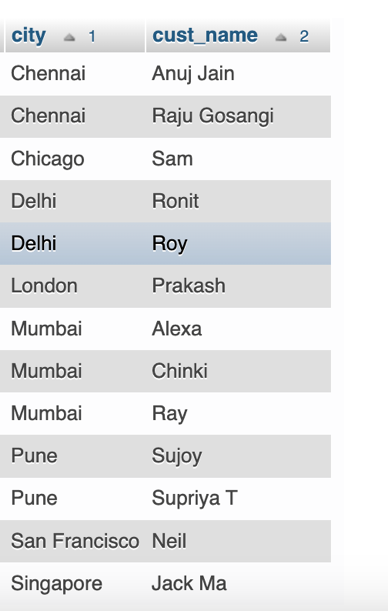 city 1 cust_name 2
Chennai Anuj Jain
Chennai Raju Gosangi
Chicago Sam
Delhi Ronit
Delhi Roy
London Prakash
Mumbai Alexa
Mumbai Chinki
Mumbai Ray
Pune Sujoy
Pune Supriya T
San Francisco Neil
Singapore Jack Ma